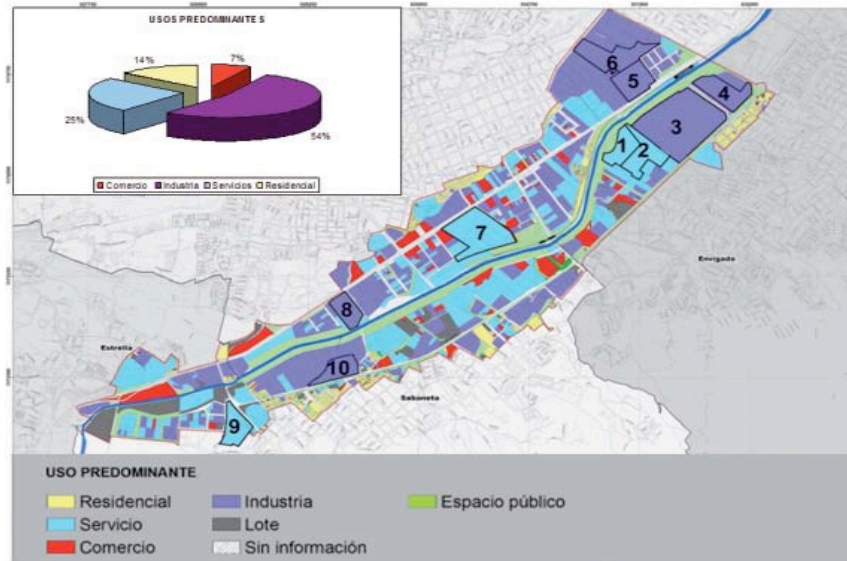 USOS PREDOMINANTES
14%
7%
25%
54%
Comercio Industria Servicios Residencial
6
5
4
3
1
2
7
8
10
9
Envigado
Estrella
Sabaneta
USO PREDOMINANTE
Residencial Industria Espacio público
Servicio Lote
Comercio Sin información